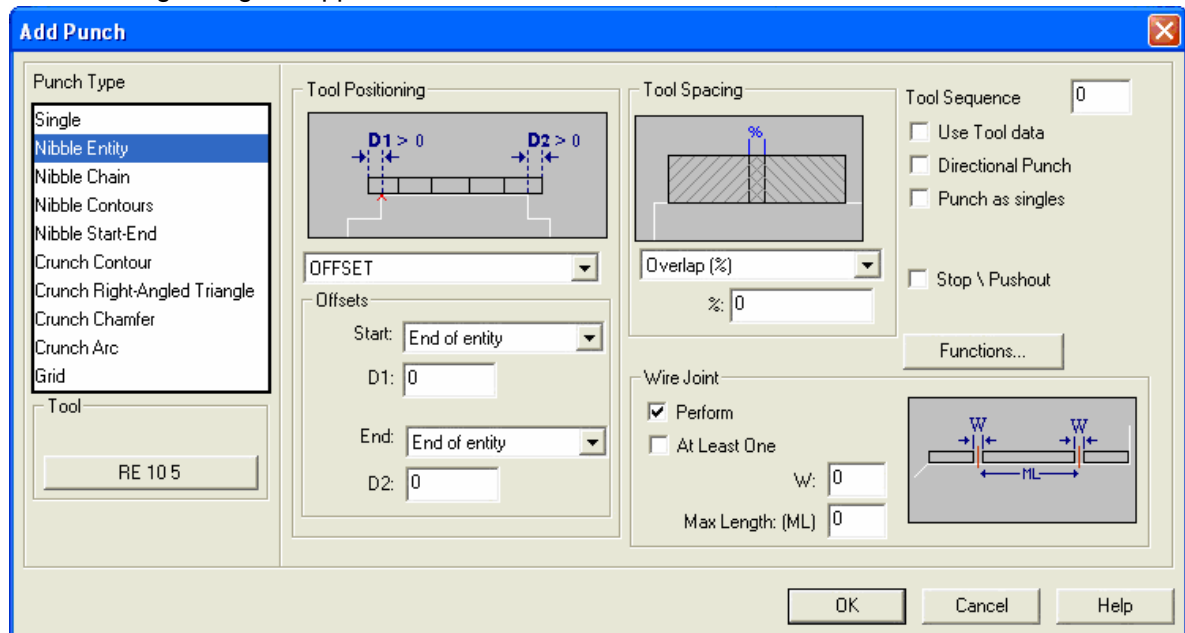 Add Punch
Punch Type
Single
Nibble Entity
Nibble Chain
Nibble Contours
Nibble Start-End
Crunch Contour
Crunch Right-Angled Triangle
Crunch Chamfer
Crunch Arc
Grid
Tool
RE 10 5
Tool Positioning
D1 > 0 D2 > 0
OFFSET
Offsets
Start: End of entity
D1: 0
End: End of entity
D2: 0
Tool Spacing
%
Overlap (%)
%: 0
Tool Sequence 0
Use Tool data
Directional Punch
Punch as singles
Stop \ Pushout
Functions...
Wire Joint
Perform
At Least One
W: 0
Max Length: (ML) 0
W W
ML
OK Cancel Help